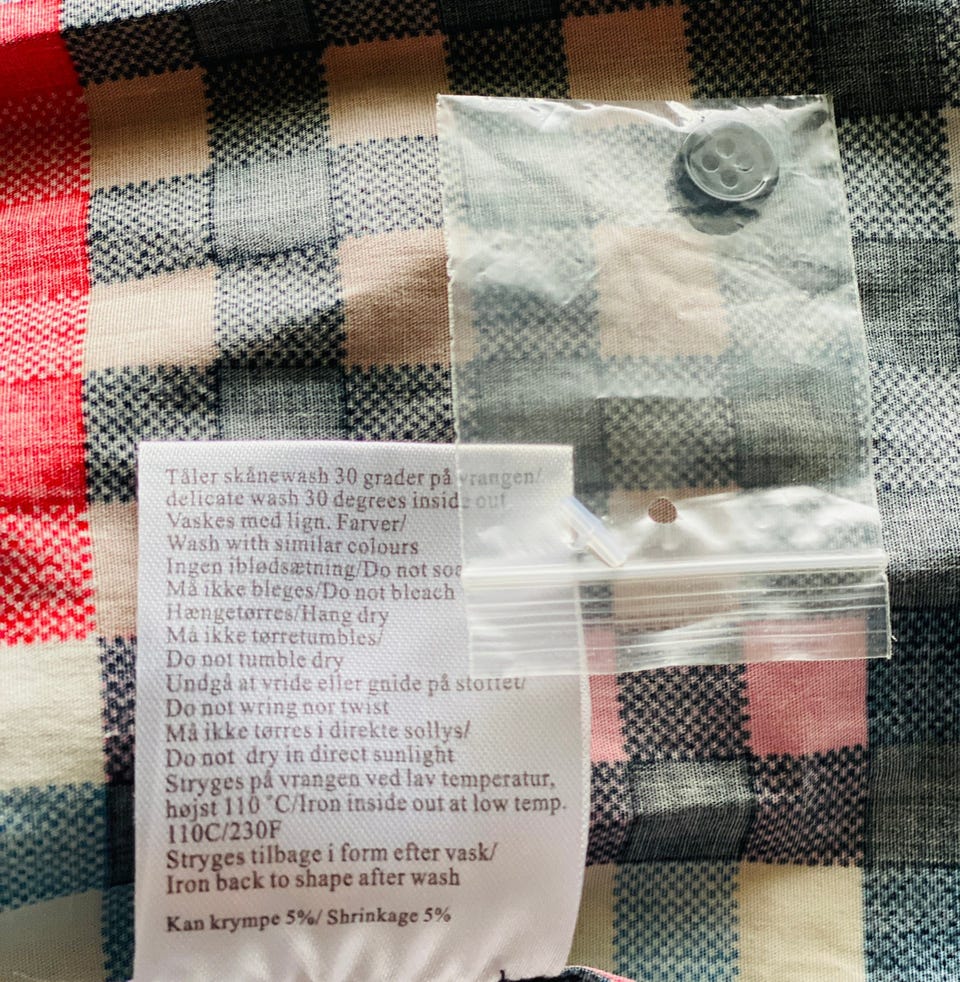 Tåler skånewash 30 grader på vrangen/
delicate wash 30 degrees inside out
Vaskes med lign. Farver/
Wash with similar colours
Ingen iblødsætning/Do not soa
Må ikke bleges/Do not bleach
Hængetørres/Hang dry
Må ikke tørretumbles/
Do not tumble dry
Undgå at vride eller gnide på stoffet/
Do not wring nor twist
Må ikke tørres i direkte sollys/
Do not dry in direct sunlight
Stryges på vrangen ved lav temperatur,
højst 110 °C/Iron inside out at low temp.
110C/230F
Stryges tilbage i form efter vask/
Iron back to shape after wash
Kan krympe 5%/ Shrinkage 5%